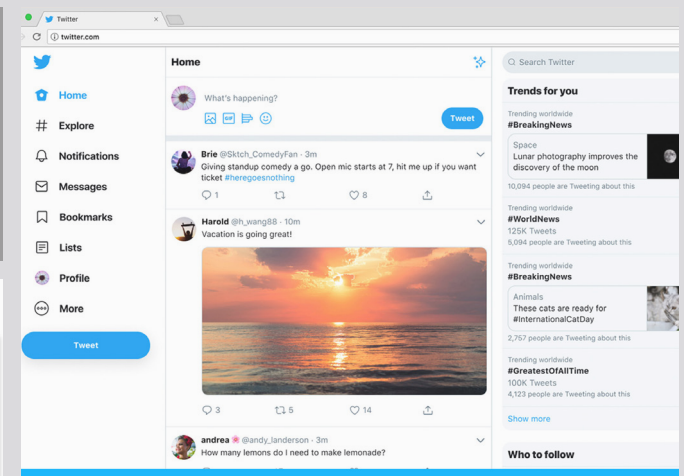 Twitter
twitter.com
Home
Explore
Notifications
Messages
Bookmarks
Lists
Profile
More
Tweet
Home
What's happening?
GIF
Tweet
Brie @Sktch_ComedyFan · 3m
Giving standup comedy a go. Open mic starts at 7, hit me up if you want
ticket #heregoesnothing
1
8
Harold @h_wang88 · 10m
Vacation is going great!
3
5
14
andrea @andy_landerson · 3m
How many lemons do I need to make lemonade?
Search Twitter
Trends for you
Trending worldwide
#BreakingNews
Space
Lunar photography improves the
discovery of the moon
10,094 people are Tweeting about this
Trending worldwide
#WorldNews
125K Tweets
5,094 people are Tweeting about this
Trending worldwide
#BreakingNews
Animals
These cats are ready for
#InternationalCatDay
2,757 people are Tweeting about this
Trending worldwide
#GreatestOfAllTime
100K Tweets
4,123 people are Tweeting about this
Show more
Who to follow